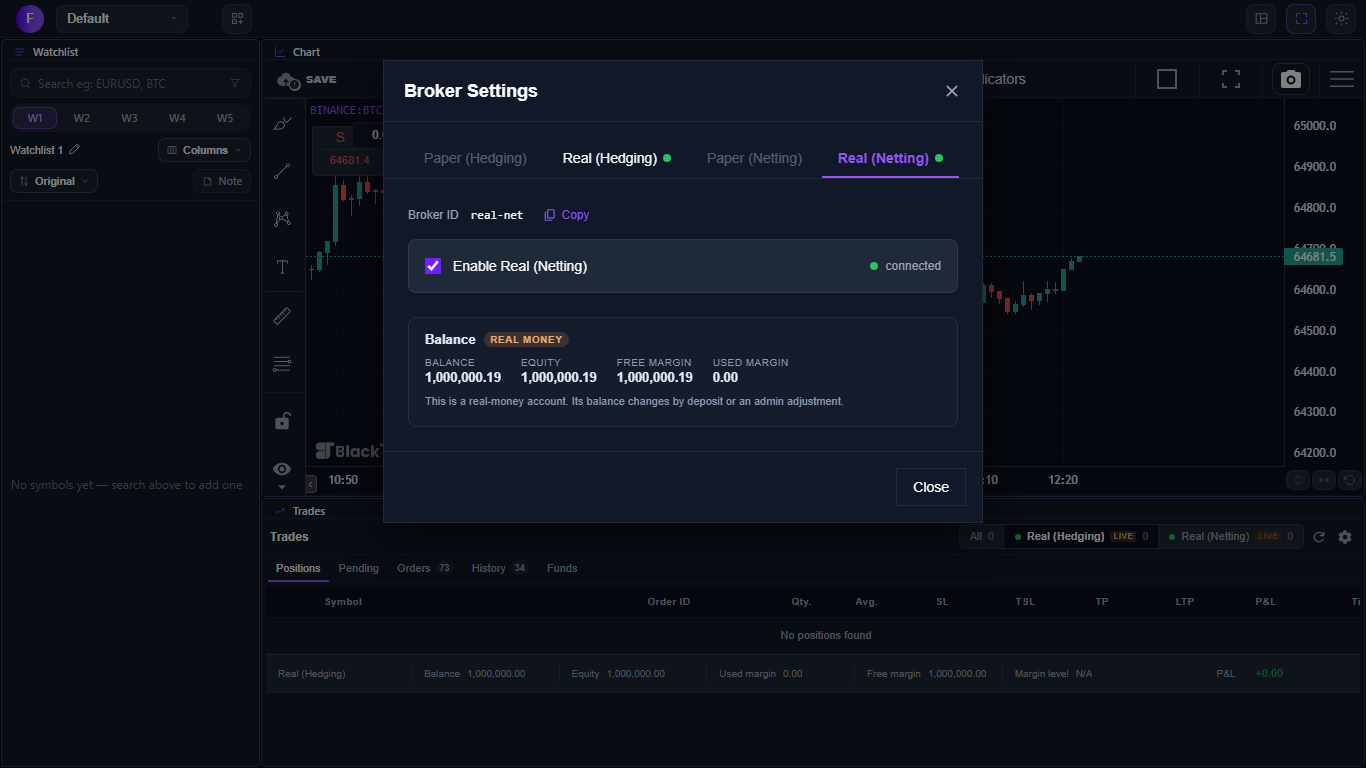 F Default
Watchlist
Chart
Search eg: EURUSD, BTC
SAVE
Broker Settings
dicators
W1 W2 W3 W4 W5
BINANCE:BTC
65000.0
S 0.
Watchlist 1 Columns
64681.4
Paper (Hedging) Real (Hedging) Paper (Netting) Real (Netting)
64900.0
Original Note
64800.0
Broker ID real-net Copy
64700.0
64681.5
Enable Real (Netting) connected
64600.0
64500.0
Balance REAL MONEY
BALANCE EQUITY FREE MARGIN USED MARGIN
1,000,000.19 1,000,000.19 1,000,000.19 0.00
64400.0
This is a real-money account. Its balance changes by deposit or an admin adjustment.
64300.0
Black
64200.0
10:50 :10 12:20
No symbols yet — search above to add one
Close
Trades
Trades
All 0 Real (Hedging) LIVE 0 Real (Netting) LIVE 0
Positions Pending Orders 73 History 34 Funds
Symbol Order ID Qty. Avg. SL TSL TP LTP P&L Ti
No positions found
Real (Hedging) Balance 1,000,000.00 Equity 1,000,000.00 Used margin 0.00 Free margin 1,000,000.00 Margin level N/A P&L +0.00